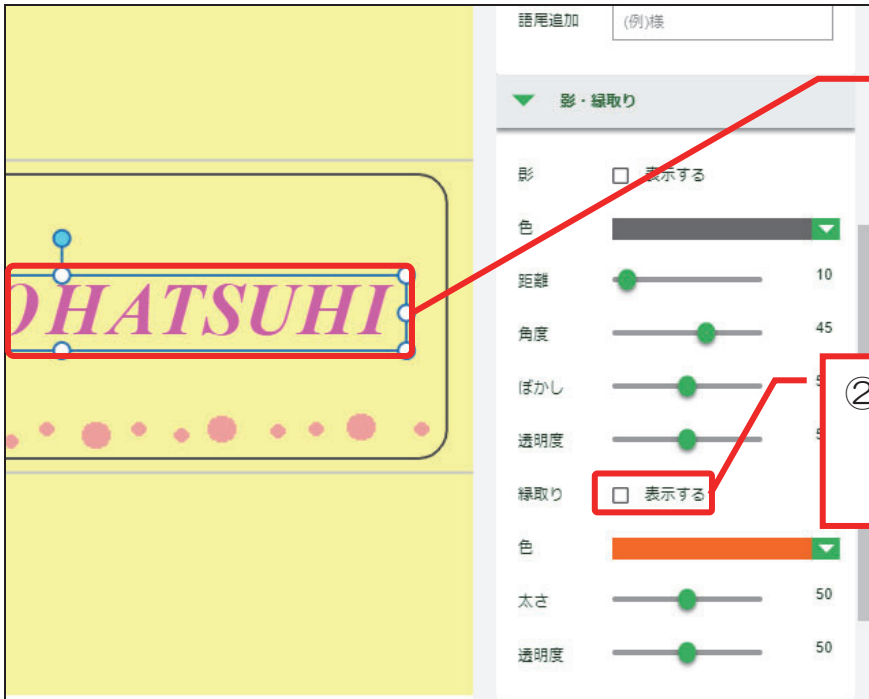 語尾追加 (例)様
影・縁取り
OHATSUHI
影 表示する
色
距離 10
角度 45
ぼかし
②
透明度
縁取り 表示する
色
太さ 50
透明度 50